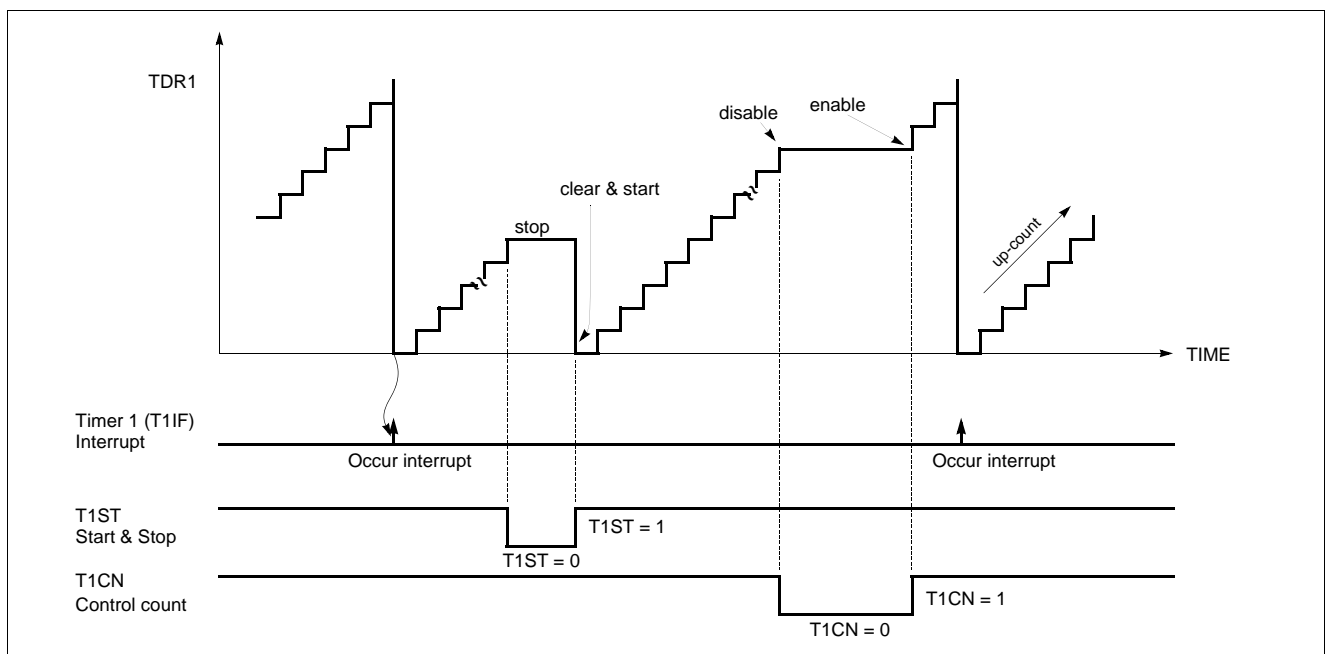 TDR1
disable
enable
clear & start
stop
up-count
TIME
Timer 1 (T1IF)
Interrupt
Occur interrupt
Occur interrupt
T1ST
Start & Stop
T1ST = 1
T1ST = 0
T1CN
Control count
T1CN = 1
T1CN = 0